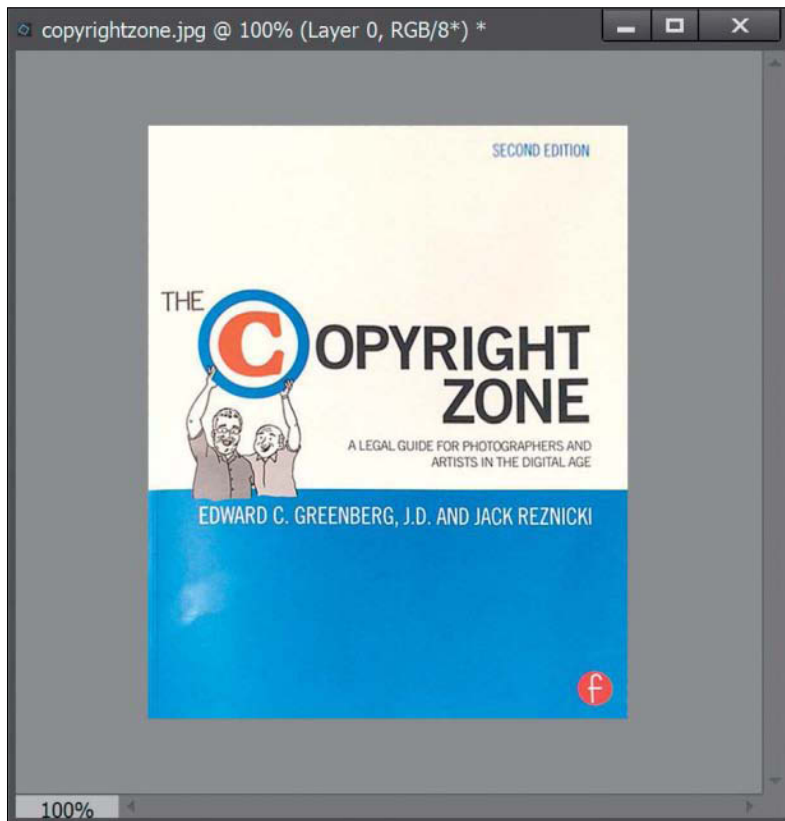 copyrightzone.jpg @ 100% (Layer 0, RGB/8*) *
SECOND EDITION
THE
COPYRIGHT
ZONE
A LEGAL GUIDE FOR PHOTOGRAPHERS AND
ARTISTS IN THE DIGITAL AGE
EDWARD C. GREENBERG, J.D. AND JACK REZNICKI
f
100%